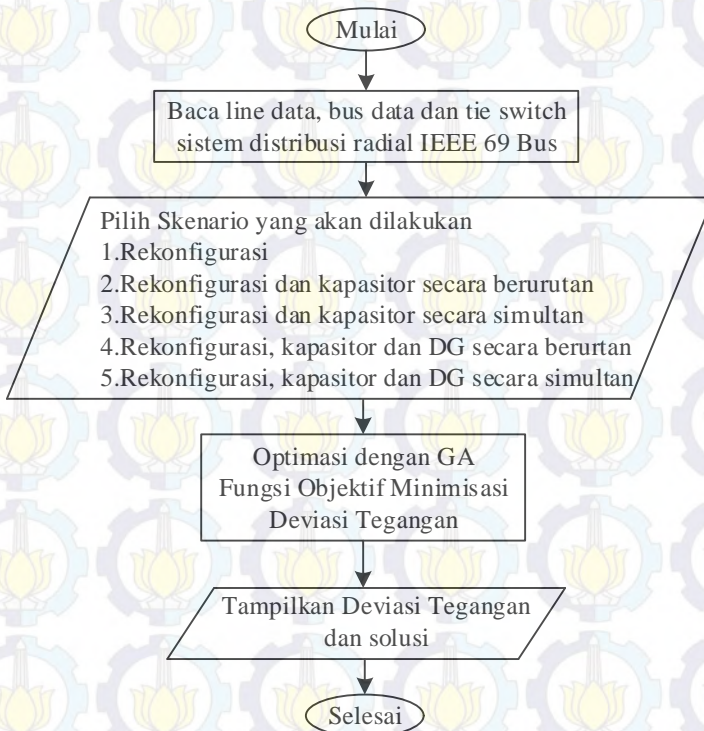 Mulai
Baca line data, bus data dan tie switch
sistem distribusi radial IEEE 69 Bus
Pilih Skenario yang akan dilakukan
1.Rekonfigurasi
2.Rekonfigurasi dan kapasitor secara berurutan
3.Rekonfigurasi dan kapasitor secara simultan
4.Rekonfigurasi, kapasitor dan DG secara berurtan
5.Rekonfigurasi, kapasitor dan DG secara simultan
Optimasi dengan GA
Fungsi Objektif Minimisasi
Deviasi Tegangan
Tampilkan Deviasi Tegangan
dan solusi
Selesai